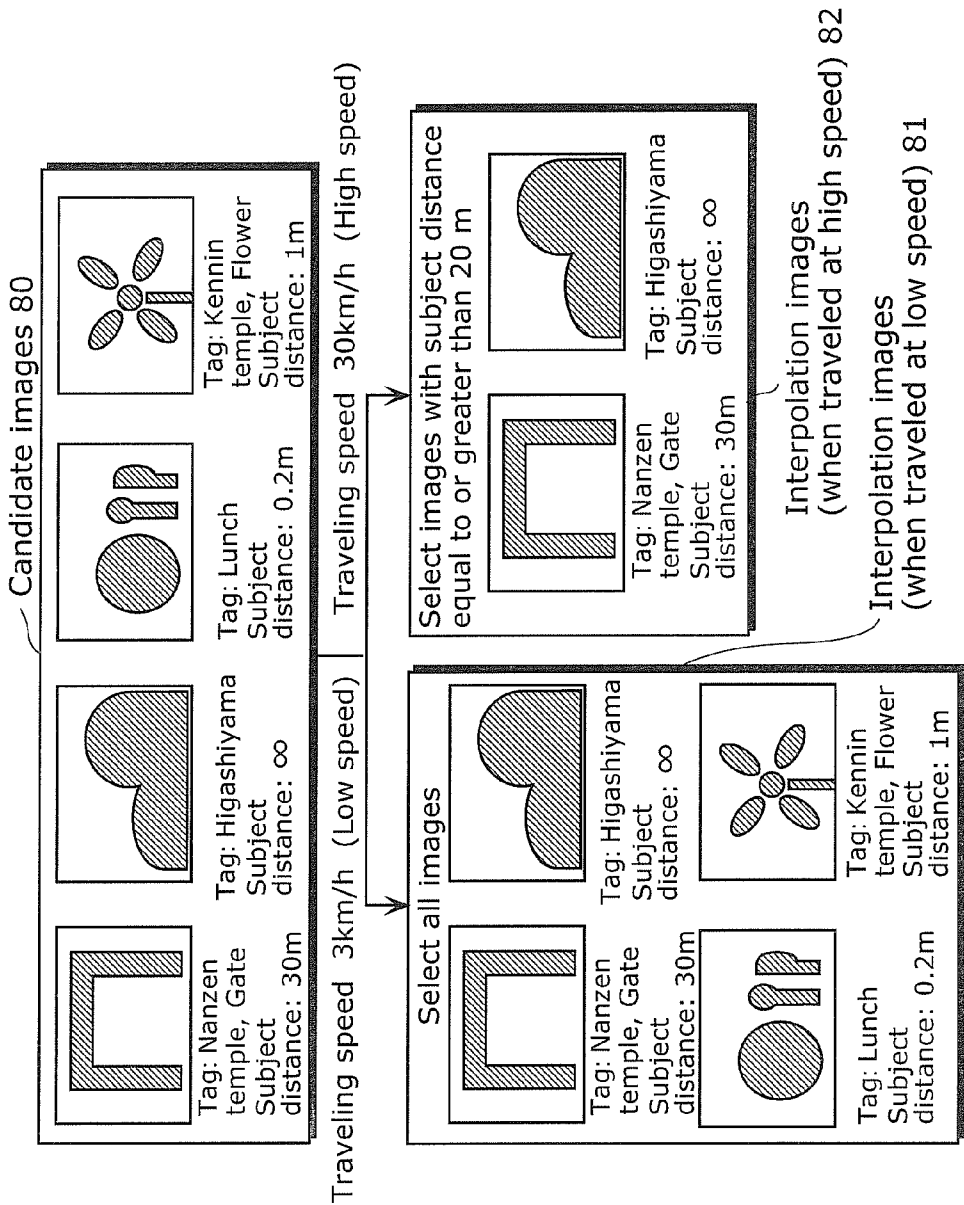 Candidate images 80
Tag: Nanzen
temple, Gate
Subject
distance: 30m
Tag: Higashiyama
Subject
distance: ∞
Tag: Lunch
Subject
distance: 0.2m
Tag: Kennin
temple, Flower
Subject
distance: 1m
Traveling speed 3km/h (Low speed)
Traveling speed 30km/h (High speed)
Select all images
Tag: Nanzen
temple, Gate
Subject
distance: 30m
Tag: Higashiyama
Subject
distance: ∞
Tag: Lunch
Subject
distance: 0.2m
Tag: Kennin
temple, Flower
Subject
distance: 1m
Select images with subject distance
equal to or greater than 20 m
Tag: Nanzen
temple, Gate
Subject
distance: 30m
Tag: Higashiyama
Subject
distance: ∞
Interpolation images
(when traveled at high speed) 82
Interpolation images
(when traveled at low speed) 81